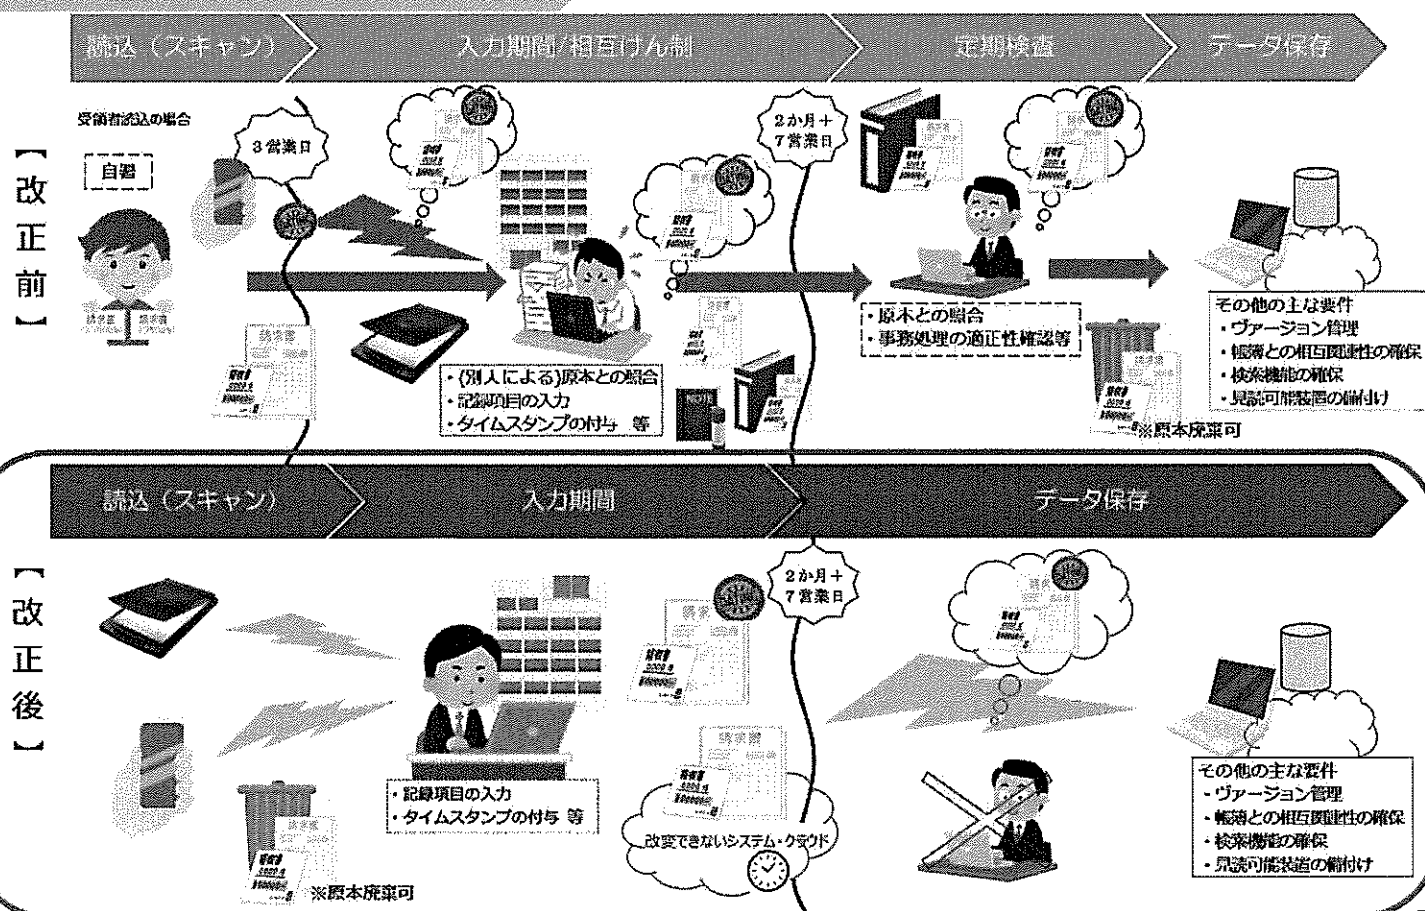 読込（スキャン）
入力期間/相互けん制
定期検査
データ保存
【改正前】
受領者読込の場合
自署
3営業日
2か月＋
7営業日
請求書
領収書
・(別人による)原本との照合
・記録項目の入力
・タイムスタンプの付与 等
・原本との照合
・事務処理の適正性確認等
※原本廃棄可
その他の主な要件
・ヴァージョン管理
・帳簿との相互関連性の確保
・検索機能の確保
・見読可能装置の備付け
読込（スキャン）
入力期間
データ保存
【改正後】
2か月＋
7営業日
請求書
領収書
・記録項目の入力
・タイムスタンプの付与 等
※原本廃棄可
改変できないシステム・クラウド
その他の主な要件
・ヴァージョン管理
・帳簿との相互関連性の確保
・検索機能の確保
・見読可能装置の備付け